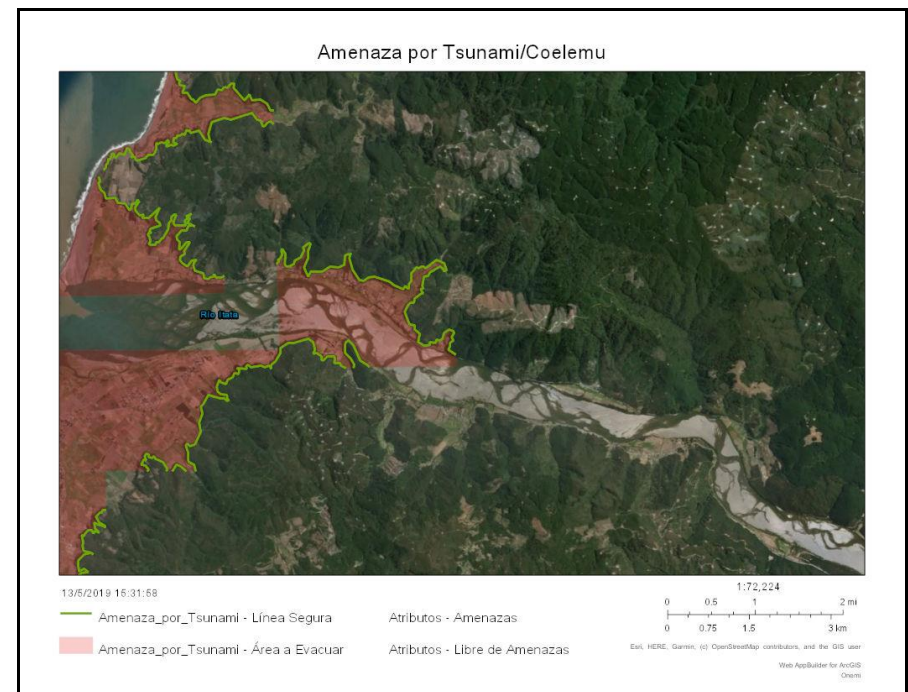 Amenaza por Tsunami/Coelemu
Río Itata
13/5/2019 15:31:58
Amenaza_por_Tsunami - Línea Segura
Amenaza_por_Tsunami - Área a Evacuar
Atributos - Amenazas
Atributos - Libre de Amenazas
1:72,224
0 0.5 1 2 mi
0 0.75 1.5 3 km
Esri, HERE, Garmin, (c) OpenStreetMap contributors, and the GIS user
Web AppBuilder for ArcGIS
Onemi